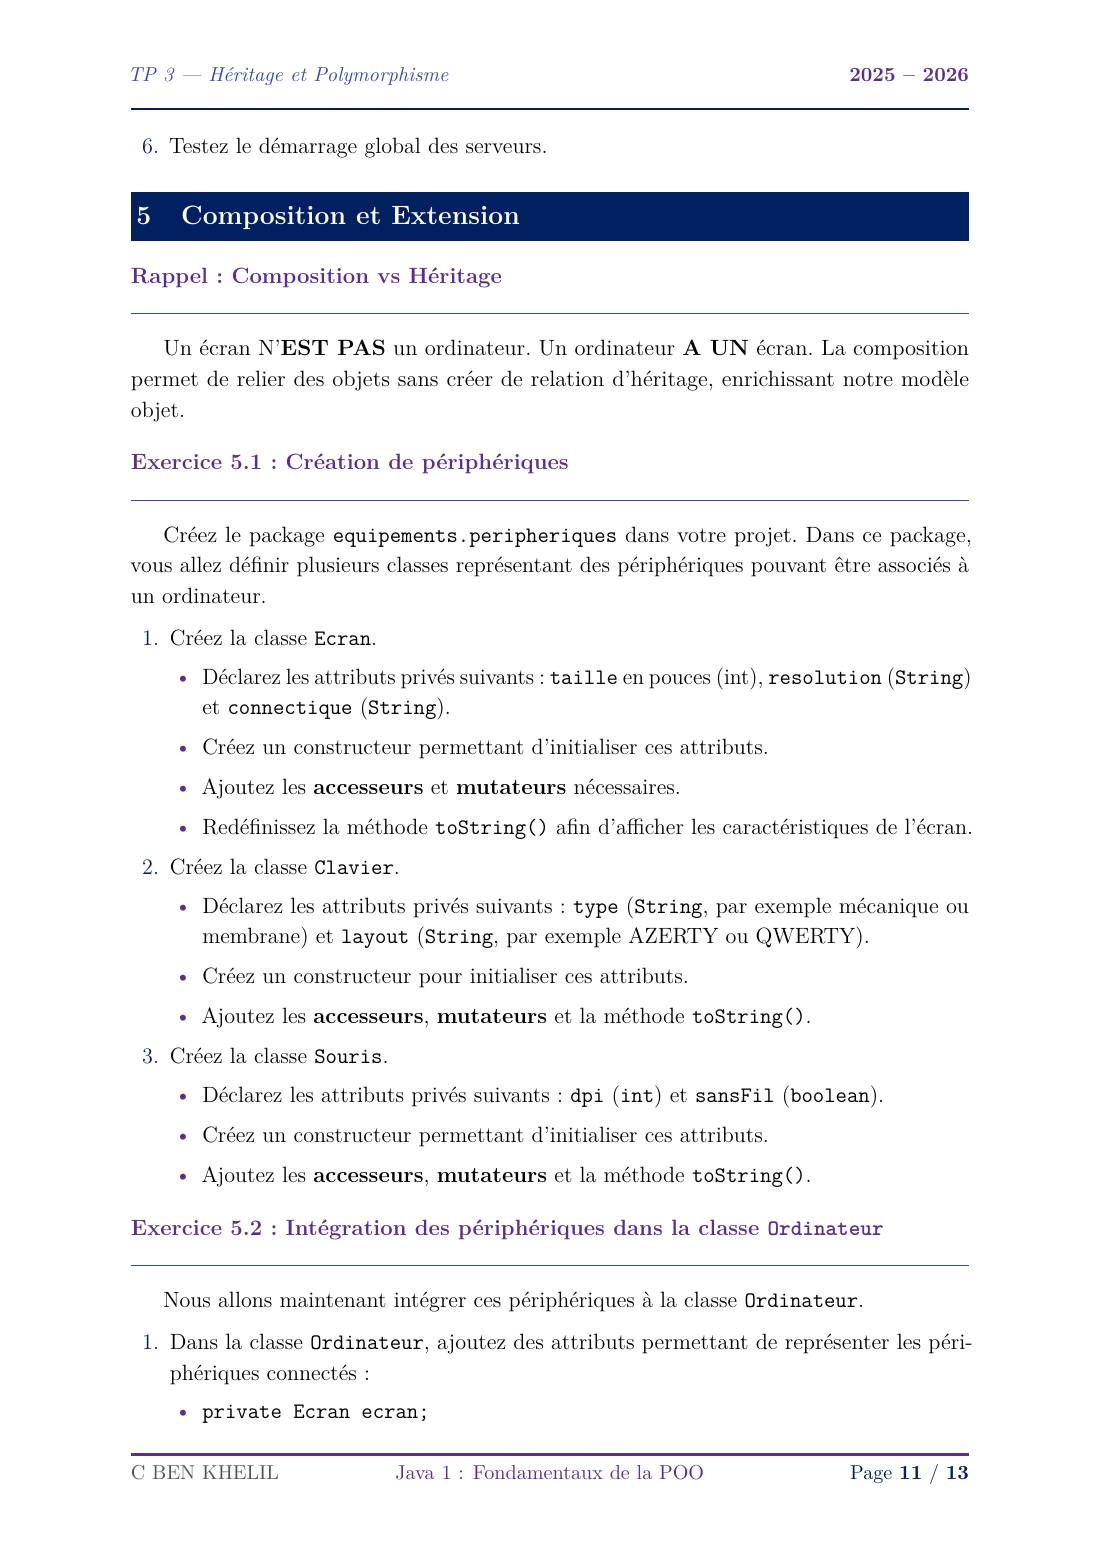 TP 3 — Héritage et Polymorphisme 2025 – 2026
6. Testez le démarrage global des serveurs.
5 Composition et Extension
Rappel : Composition vs Héritage
Un écran N'EST PAS un ordinateur. Un ordinateur A UN écran. La composition
permet de relier des objets sans créer de relation d'héritage, enrichissant notre modèle
objet.
Exercice 5.1 : Création de périphériques
Créez le package equipements.peripheriques dans votre projet. Dans ce package,
vous allez définir plusieurs classes représentant des périphériques pouvant être associés à
un ordinateur.
1. Créez la classe Ecran.
• Déclarez les attributs privés suivants : taille en pouces (int), resolution (String)
et connectique (String).
• Créez un constructeur permettant d'initialiser ces attributs.
• Ajoutez les accesseurs et mutateurs nécessaires.
• Redéfinissez la méthode toString() afin d'afficher les caractéristiques de l'écran.
2. Créez la classe Clavier.
• Déclarez les attributs privés suivants : type (String, par exemple mécanique ou
membrane) et layout (String, par exemple AZERTY ou QWERTY).
• Créez un constructeur pour initialiser ces attributs.
• Ajoutez les accesseurs, mutateurs et la méthode toString().
3. Créez la classe Souris.
• Déclarez les attributs privés suivants : dpi (int) et sansFil (boolean).
• Créez un constructeur permettant d'initialiser ces attributs.
• Ajoutez les accesseurs, mutateurs et la méthode toString().
Exercice 5.2 : Intégration des périphériques dans la classe Ordinateur
Nous allons maintenant intégrer ces périphériques à la classe Ordinateur.
1. Dans la classe Ordinateur, ajoutez des attributs permettant de représenter les péri-
phériques connectés :
• private Ecran ecran;
C BEN KHELIL Java 1 : Fondamentaux de la POO Page 11 / 13